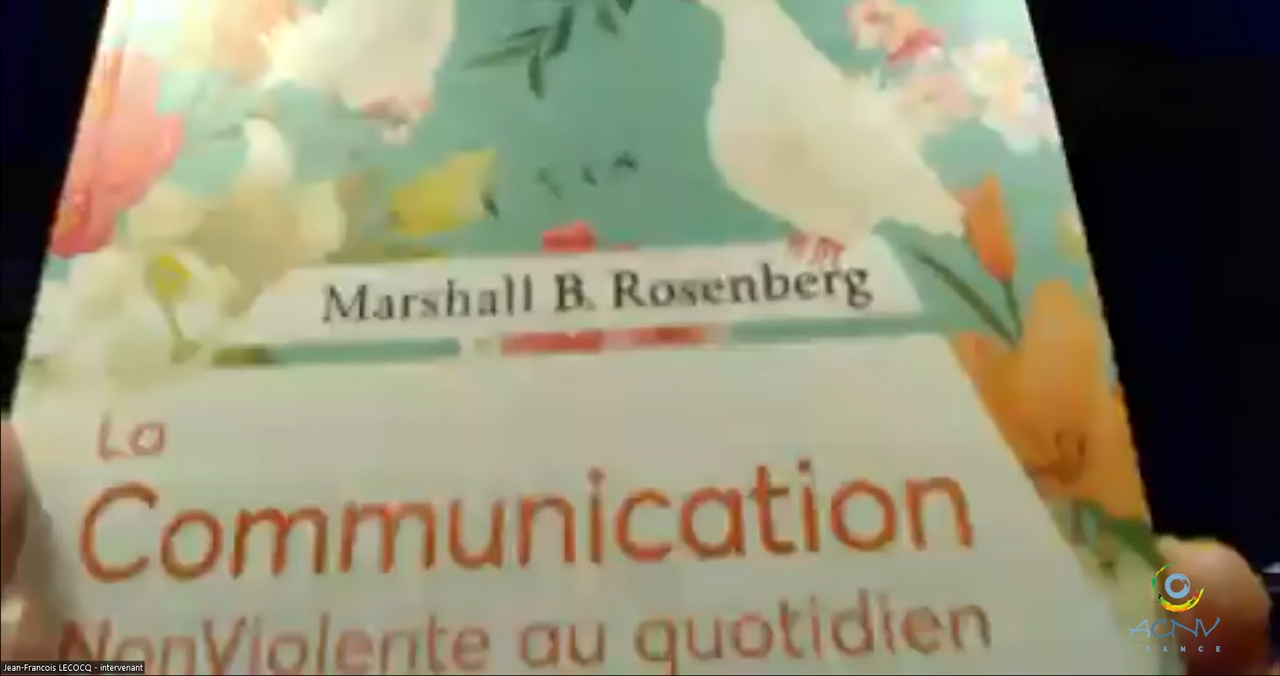 Marshall B. Rosenberg
La
Communication
NonViolente au quotidien
Jean-Francois LECOCQ - intervenant
ACNV
FRANCE